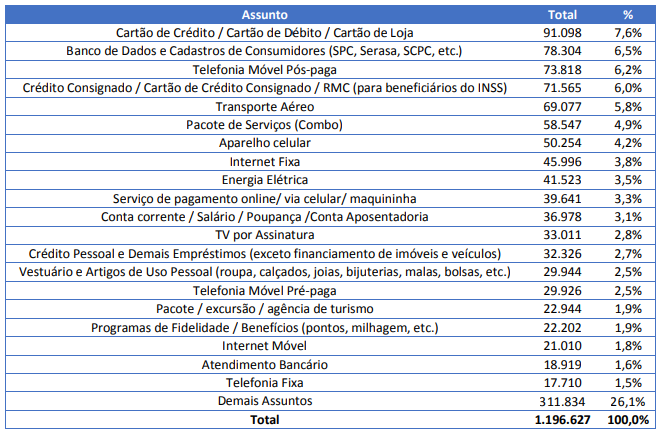 Assunto Total %
Cartão de Crédito / Cartão de Débito / Cartão de Loja 91.098 7,6%
Banco de Dados e Cadastros de Consumidores (SPC, Serasa, SCPC, etc.) 78.304 6,5%
Telefonia Móvel Pós-paga 73.818 6,2%
Crédito Consignado / Cartão de Crédito Consignado / RMC (para beneficiários do INSS) 71.565 6,0%
Transporte Aéreo 69.077 5,8%
Pacote de Serviços (Combo) 58.547 4,9%
Aparelho celular 50.254 4,2%
Internet Fixa 45.996 3,8%
Energia Elétrica 41.523 3,5%
Serviço de pagamento online/ via celular/ maquininha 39.641 3,3%
Conta corrente / Salário / Poupança /Conta Aposentadoria 36.978 3,1%
TV por Assinatura 33.011 2,8%
Crédito Pessoal e Demais Empréstimos (exceto financiamento de imóveis e veículos) 32.326 2,7%
Vestuário e Artigos de Uso Pessoal (roupa, calçados, joias, bijuterias, malas, bolsas, etc.) 29.944 2,5%
Telefonia Móvel Pré-paga 29.926 2,5%
Pacote / excursão / agência de turismo 22.944 1,9%
Programas de Fidelidade / Benefícios (pontos, milhagem, etc.) 22.202 1,9%
Internet Móvel 21.010 1,8%
Atendimento Bancário 18.919 1,6%
Telefonia Fixa 17.710 1,5%
Demais Assuntos 311.834 26,1%
Total 1.196.627 100,0%